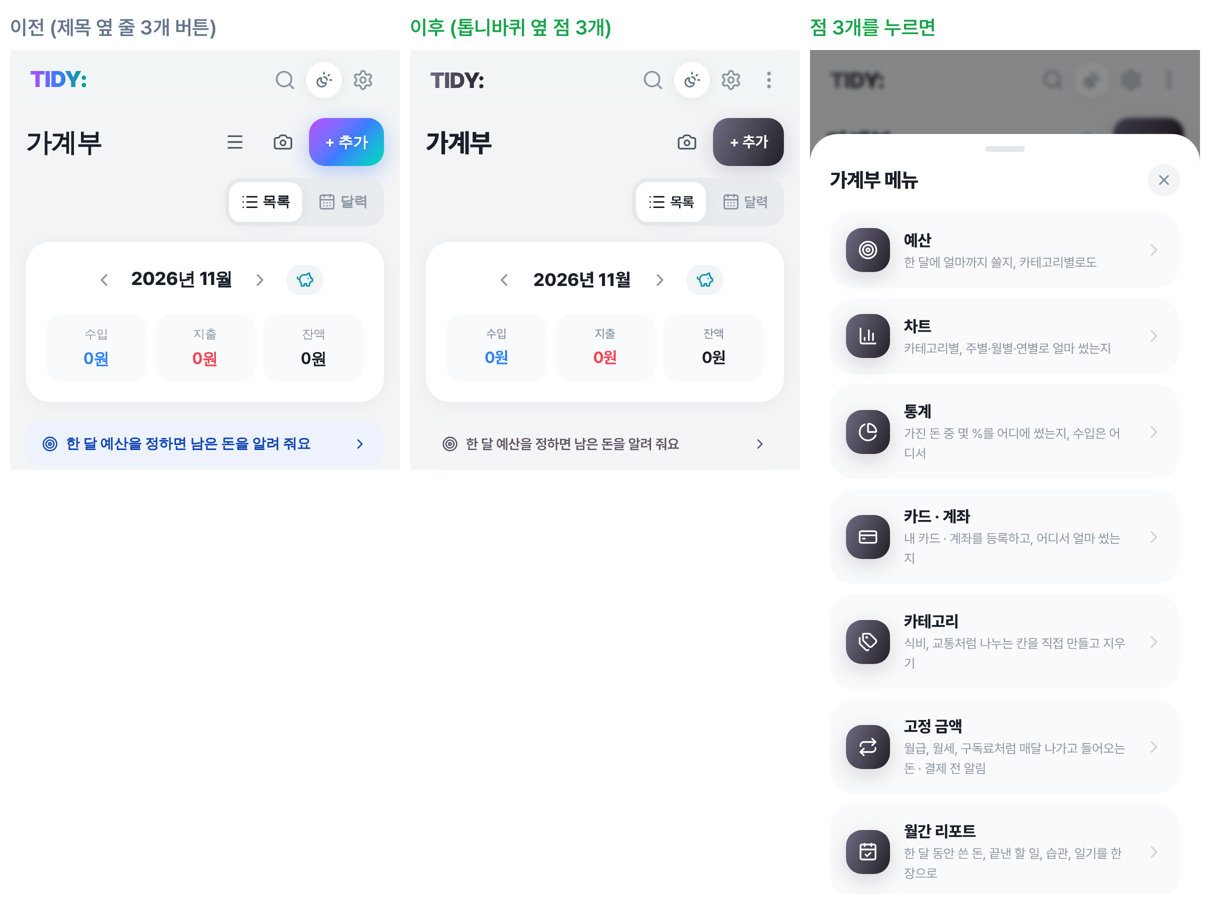 이전 (제목 옆 줄 3개 버튼)
TIDY:
가계부
+ 추가
목록
달력
2026년 11월
수입
지출
잔액
0원
0원
0원
한 달 예산을 정하면 남은 돈을 알려 줘요
이후 (톱니바퀴 옆 점 3개)
TIDY:
가계부
+ 추가
목록
달력
2026년 11월
수입
지출
잔액
0원
0원
0원
한 달 예산을 정하면 남은 돈을 알려 줘요
점 3개를 누르면
TIDY:
가계부 메뉴
예산
한 달에 얼마까지 쓸지, 카테고리별로도
차트
카테고리별, 주별·월별·연별로 얼마 썼는지
통계
가진 돈 중 몇 %를 어디에 썼는지, 수입은 어
디서
카드 · 계좌
내 카드 · 계좌를 등록하고, 어디서 얼마 썼는
지
카테고리
식비, 교통처럼 나누는 칸을 직접 만들고 지우
기
고정 금액
월급, 월세, 구독료처럼 매달 나가고 들어오는
돈 · 결제 전 알림
월간 리포트
한 달 동안 쓴 돈, 끝낸 할 일, 습관, 일기를 한
장으로